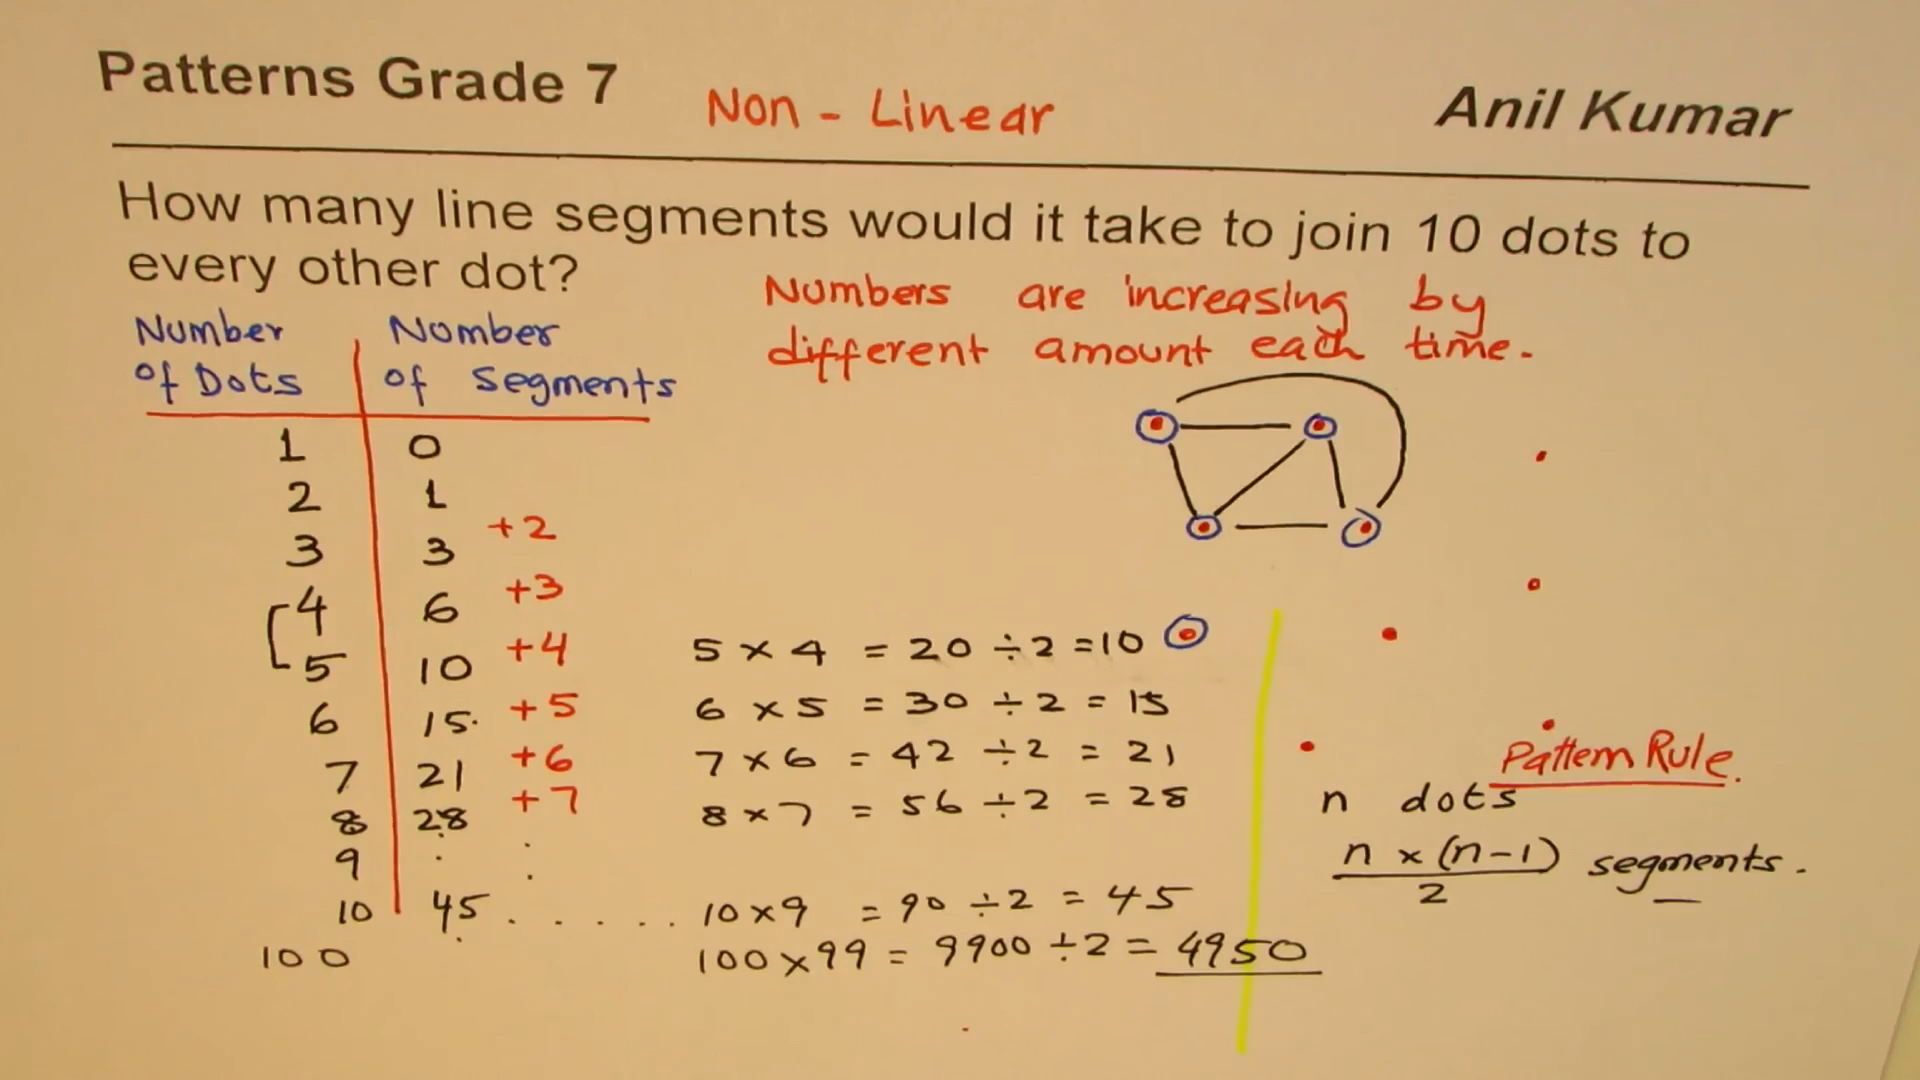 Patterns Grade 7
Non - Linear
Anil Kumar
How many line segments would it take to join 10 dots to
every other dot?
Numbers are increasing by
different amount each time.
Number
of Dots
Nomber
of segments
1 0
2 1
+2
3 3
+3
4 6
+4
5 10
5 × 4 = 20 ÷ 2 = 10
+5
6 15.
6 × 5 = 30 ÷ 2 = 15
+6
7 21
7 × 6 = 42 ÷ 2 = 21
+7
8 28
8 × 7 = 56 ÷ 2 = 28
9 .
10 45 . . . . . . 10 × 9 = 90 ÷ 2 = 45
100 100 × 99 = 9900 ÷ 2 = 4950
Pattern Rule.
n dots
n × (n-1)
2
segments.